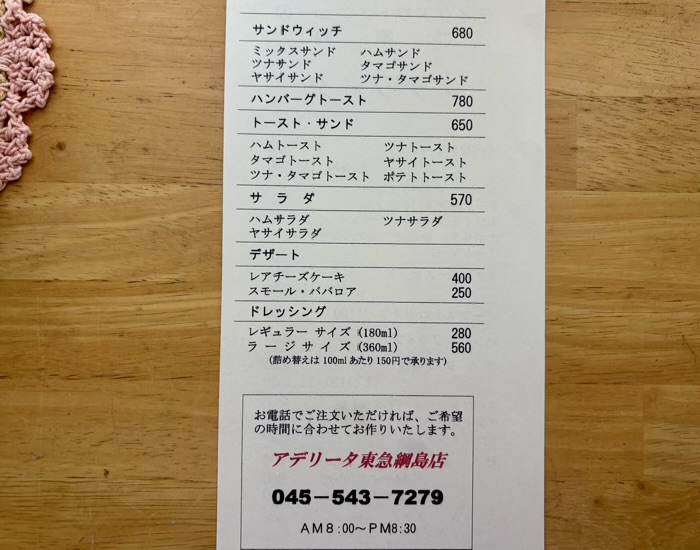 サンドウィッチ 680
ミックスサンド ハムサンド
ツナサンド タマゴサンド
ヤサイサンド ツナ・タマゴサンド
ハンバーグトースト 780
トースト・サンド 650
ハムトースト ツナトースト
タマゴトースト ヤサイトースト
ツナ・タマゴトースト ポテトトースト
サ ラ ダ 570
ハムサラダ ツナサラダ
ヤサイサラダ
デザート
レアチーズケーキ 400
スモール・ババロア 250
ドレッシング
レギュラー サイズ (180ml) 280
ラージサイズ (360ml) 560
(詰め替えは 100ml あたり 150円で承ります)
お電話でご注文いただければ、ご希望
の時間に合わせてお作りいたします。
アデリータ東急綱島店
045－543－7279
AM8:00～PM8:30